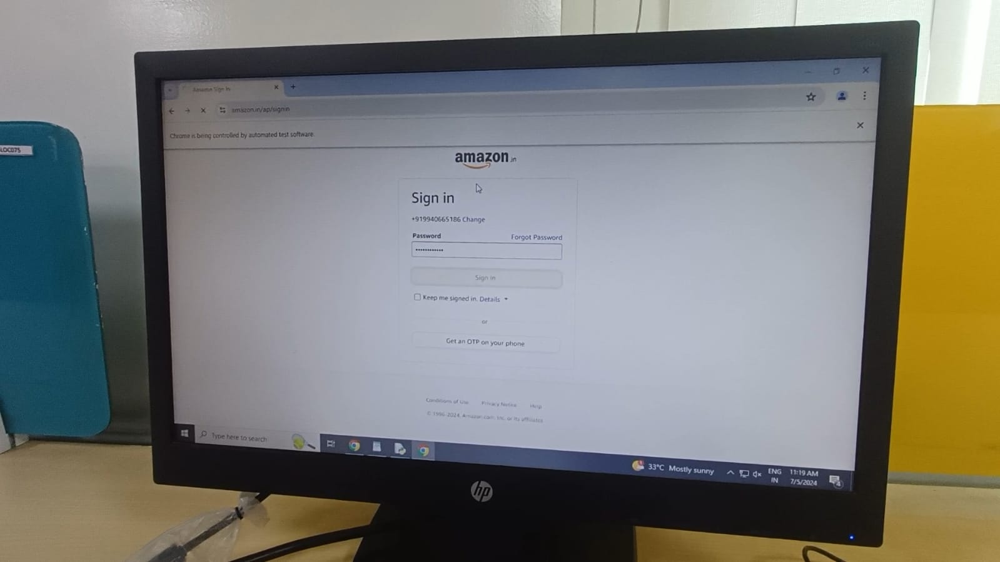 LOC075
Amazon Sign In
amazon.in/ap/signin
Chrome is being controlled by automated test software.
amazon.in
Sign in
+919940665186 Change
Password Forgot Password
Sign in
Keep me signed in. Details
or
Get an OTP on your phone
Conditions of Use Privacy Notice Help
© 1996-2024, Amazon.com, Inc. or its affiliates
Type here to search
33°C Mostly sunny
ENG 11:19 AM
IN 7/5/2024
4
hp